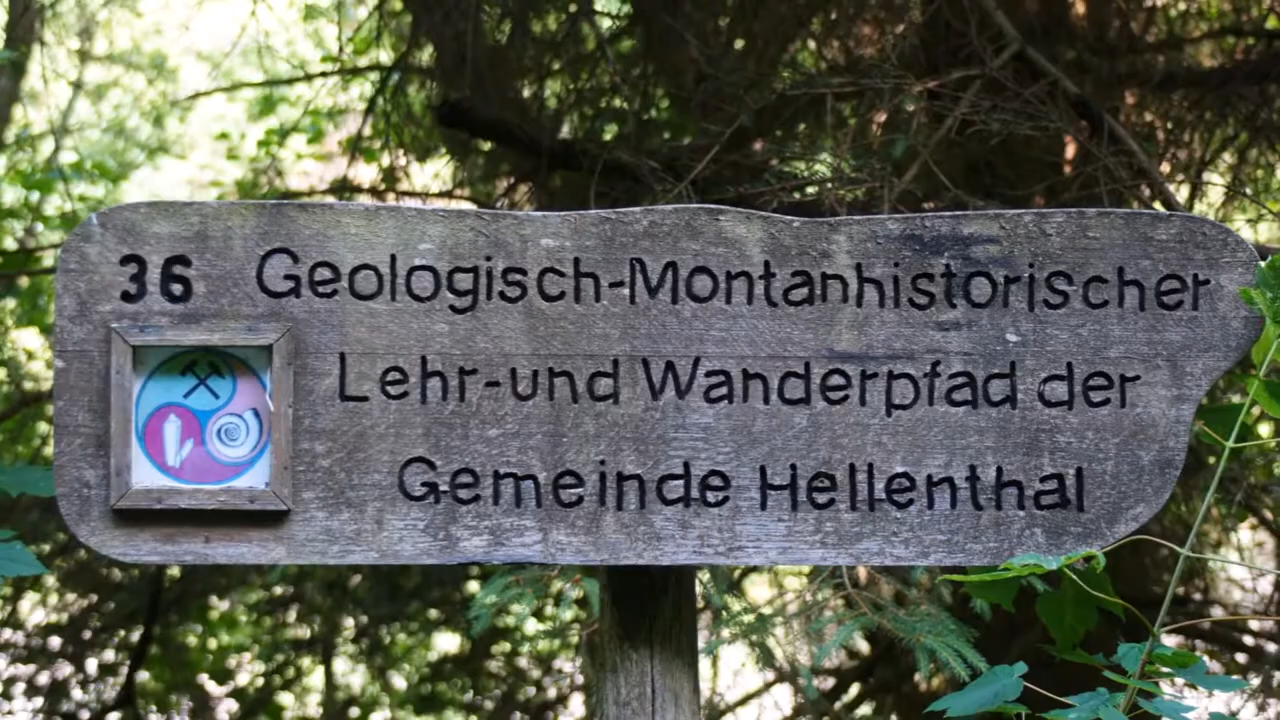 36 Geologisch-Montanhistorischer
Lehr-und Wanderpfad der
Gemeinde Hellenthal